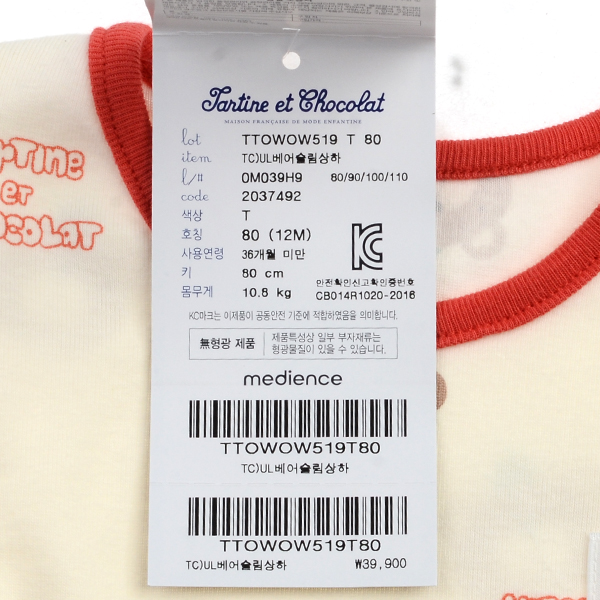 Tartine et Chocolat
MAISON FRANÇAISE DE MODE ENFANTINE
lot TTOWOW519 T 80
item TC)UL베어슬림상하
l/# 0M039H9 80/90/100/110
code 2037492
색상 T
호칭 80 (12M)
사용연령 36개월 미만
키 80 cm
몸무게 10.8 kg
안전확인신고확인증번호
CB014R1020-2016
KC마크는 이제품이 공동안전 기준에 적합하였음을 의미합니다.
無형광 제품
제품특성상 일부 부자재류는
형광물질이 있을 수 있습니다.
medience
TTOWOW519T80
TC)UL베어슬림상하
TTOWOW519T80
TC)UL베어슬림상하 ₩39,900
ET